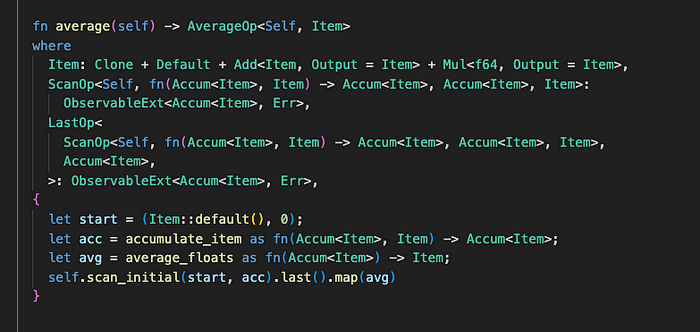 fn average(self) -> AverageOp<Self, Item>
where
Item: Clone + Default + Add<Item, Output = Item> + Mul<f64, Output = Item>,
ScanOp<Self, fn(Accum<Item>, Item) -> Accum<Item>, Accum<Item>, Item>:
ObservableExt<Accum<Item>, Err>,
LastOp<
ScanOp<Self, fn(Accum<Item>, Item) -> Accum<Item>, Accum<Item>, Item>,
Accum<Item>,
>: ObservableExt<Accum<Item>, Err>,
{
let start = (Item::default(), 0);
let acc = accumulate_item as fn(Accum<Item>, Item) -> Accum<Item>;
let avg = average_floats as fn(Accum<Item>) -> Item;
self.scan_initial(start, acc).last().map(avg)
}